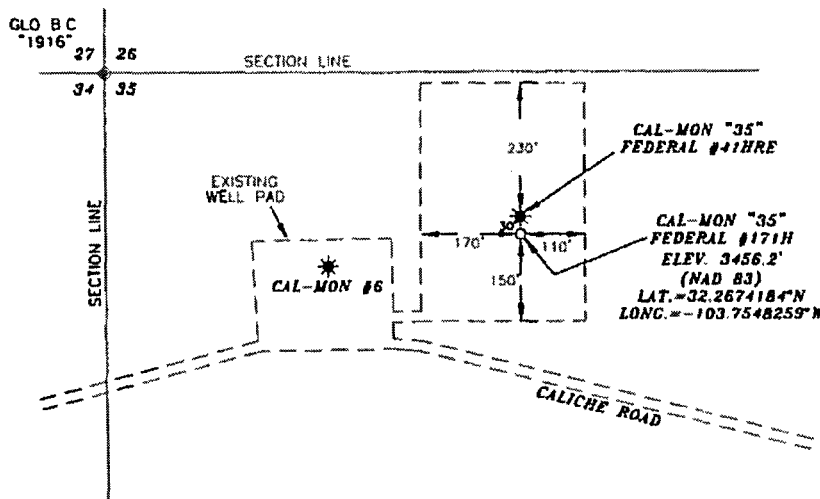 GLO B C
"1916"
27 26
SECTION LINE
34 35
SECTION LINE
230'
CAL-MON "35"
FEDERAL #41HRE
EXISTING
WELL PAD
30'
170'
110'
150'
CAL-MON "35"
FEDERAL #171H
ELEV. 3456.2'
(NAD 83)
LAT.=32.2674184°N
LONG.=-103.7548259°W
CAL-MON #6
CALICHE ROAD